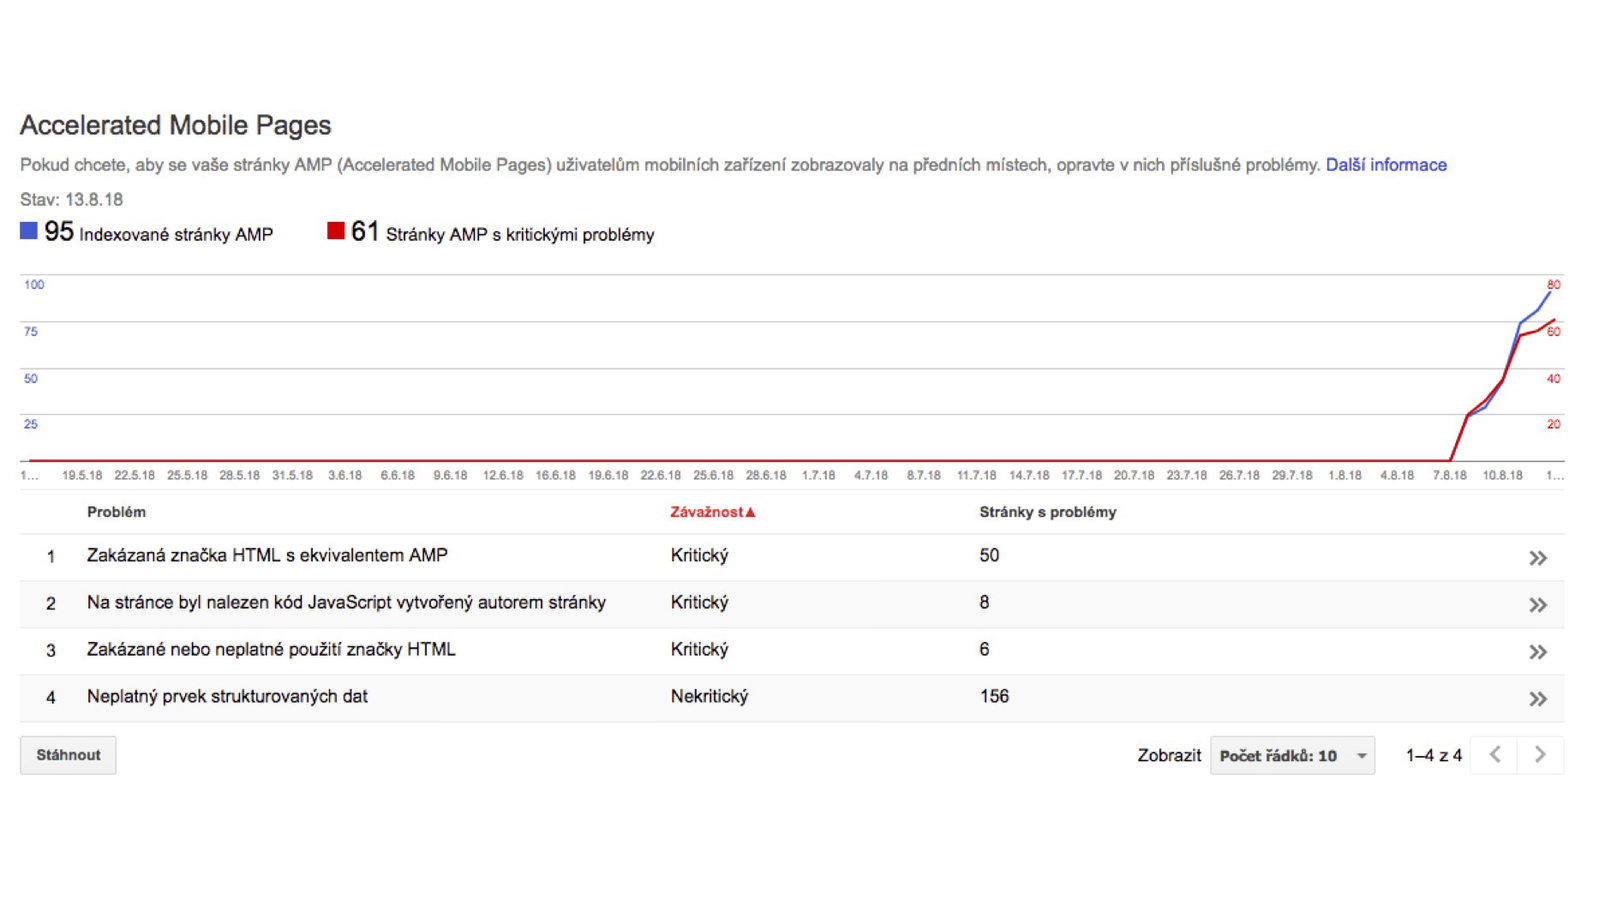 Accelerated Mobile Pages
Pokud chcete, aby se vaše stránky AMP (Accelerated Mobile Pages) uživatelům mobilních zařízení zobrazovaly na předních místech, opravte v nich příslušné problémy. Další informace
Stav: 13.8.18
95 Indexované stránky AMP 61 Stránky AMP s kritickými problémy
100 80
75 60
50 40
25 20
1... 19.5.18 22.5.18 25.5.18 28.5.18 31.5.18 3.6.18 6.6.18 9.6.18 12.6.18 16.6.18 19.6.18 22.6.18 25.6.18 28.6.18 1.7.18 4.7.18 8.7.18 11.7.18 14.7.18 17.7.18 20.7.18 23.7.18 26.7.18 29.7.18 1.8.18 4.8.18 7.8.18 10.8.18 1...
Problém Závažnost▲ Stránky s problémy
1 Zakázaná značka HTML s ekvivalentem AMP Kritický 50 »
2 Na stránce byl nalezen kód JavaScript vytvořený autorem stránky Kritický 8 »
3 Zakázané nebo neplatné použití značky HTML Kritický 6 »
4 Neplatný prvek strukturovaných dat Nekritický 156 »
Stáhnout Zobrazit Počet řádků: 10 1–4 z 4